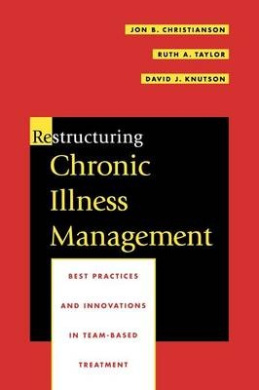 JON B. CHRISTIANSON
RUTH A. TAYLOR
DAVID J. KNUTSON
Restructuring
Chronic
Illness
Management
BEST PRACTICES
AND INNOVATIONS
IN TEAM-BASED
TREATMENT